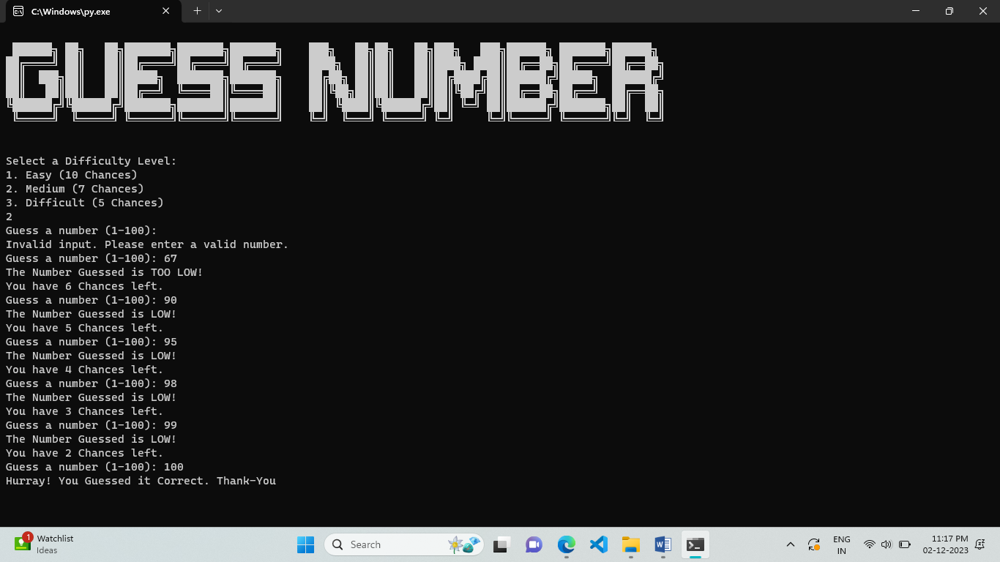 C:\Windows\py.exe
GUESS NUMBER
Select a Difficulty Level:
1. Easy (10 Chances)
2. Medium (7 Chances)
3. Difficult (5 Chances)
2
Guess a number (1-100):
Invalid input. Please enter a valid number.
Guess a number (1-100): 67
The Number Guessed is TOO LOW!
You have 6 Chances left.
Guess a number (1-100): 90
The Number Guessed is LOW!
You have 5 Chances left.
Guess a number (1-100): 95
The Number Guessed is LOW!
You have 4 Chances left.
Guess a number (1-100): 98
The Number Guessed is LOW!
You have 3 Chances left.
Guess a number (1-100): 99
The Number Guessed is LOW!
You have 2 Chances left.
Guess a number (1-100): 100
Hurray! You Guessed it Correct. Thank-You
1
Watchlist
Ideas
Search
ENG
IN
11:17 PM
02-12-2023